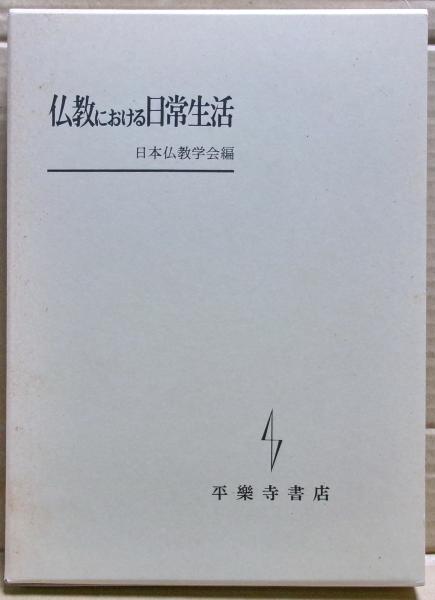 仏教における日常生活
日本仏教学会編
平樂寺書店